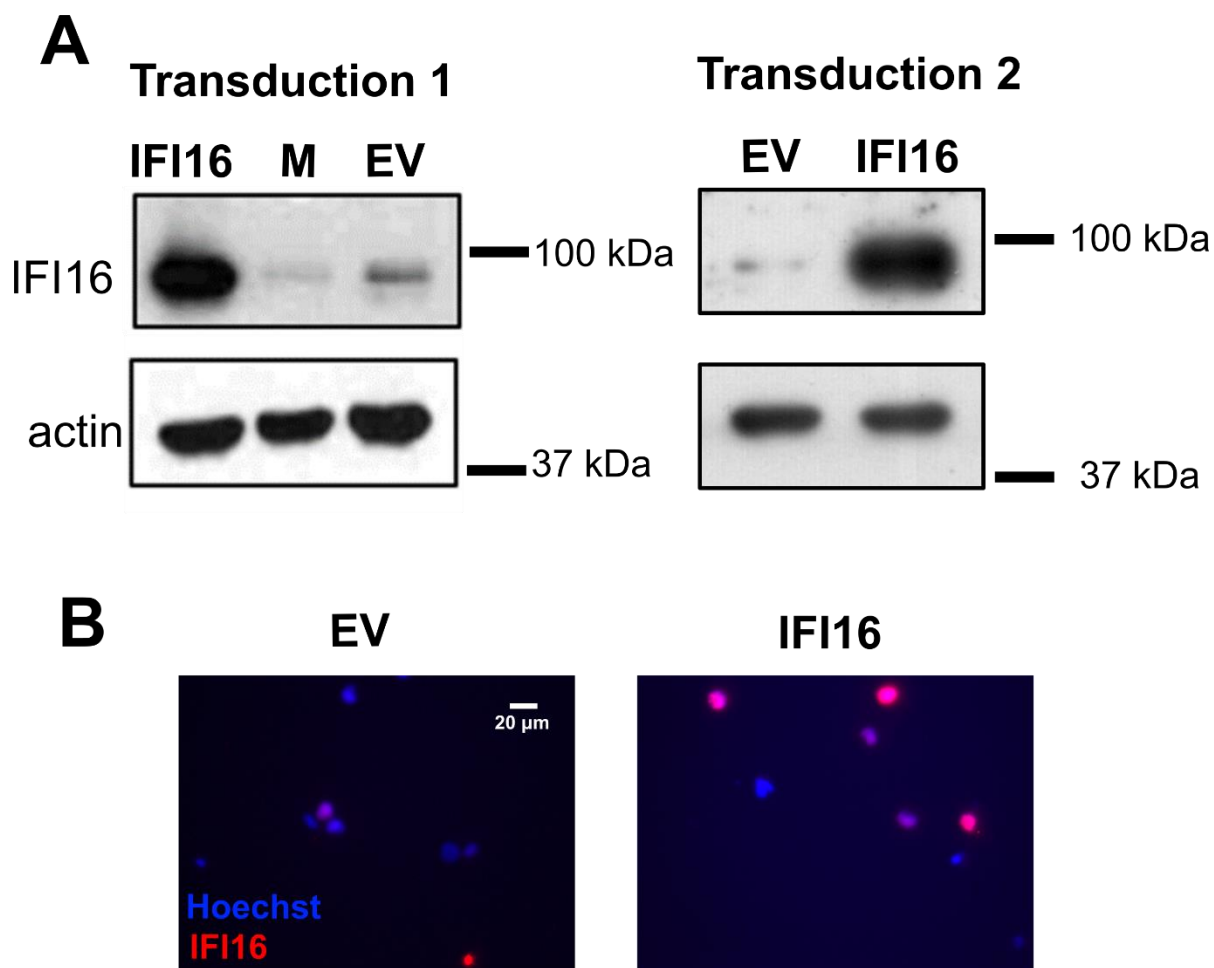 A
Transduction 1
Transduction 2
IFI16 M EV
EV IFI16
IFI16
100 kDa
100 kDa
actin
37 kDa
37 kDa
B
EV
IFI16
20 µm
Hoechst
IFI16